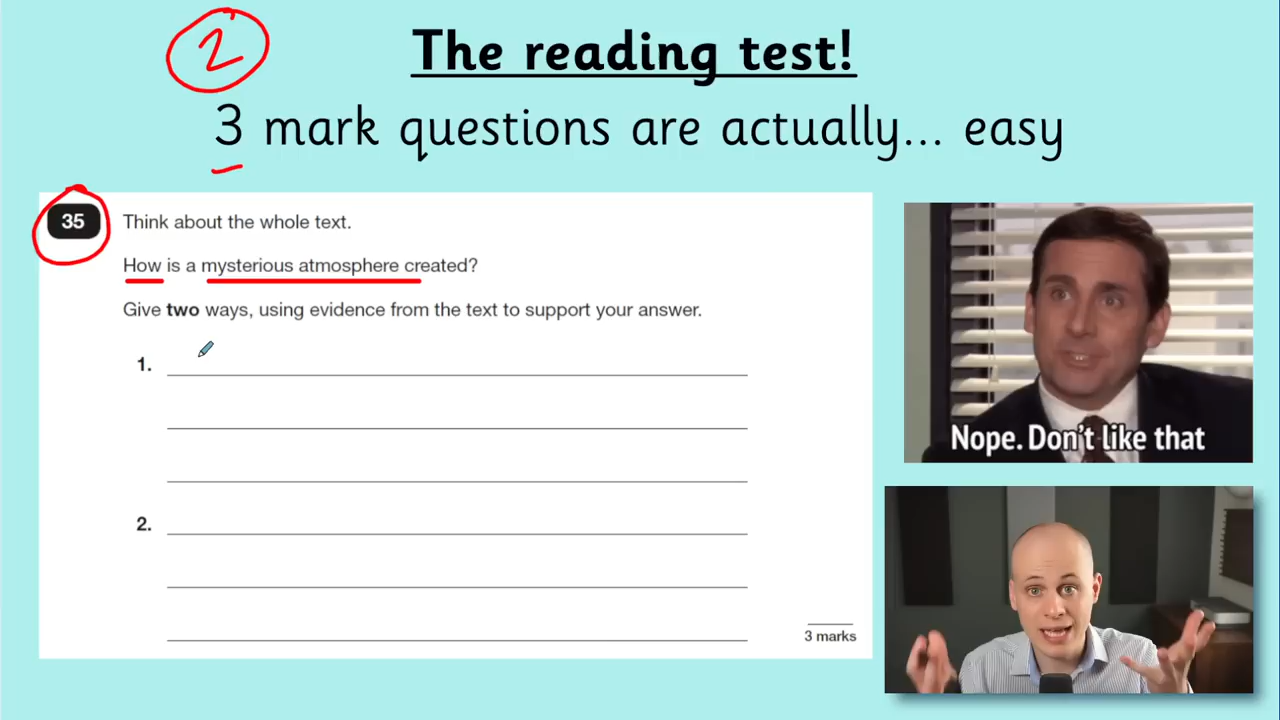 2
The reading test!
3 mark questions are actually... easy
35 Think about the whole text.
How is a mysterious atmosphere created?
Give two ways, using evidence from the text to support your answer.
1.
2.
3 marks
Nope. Don't like that